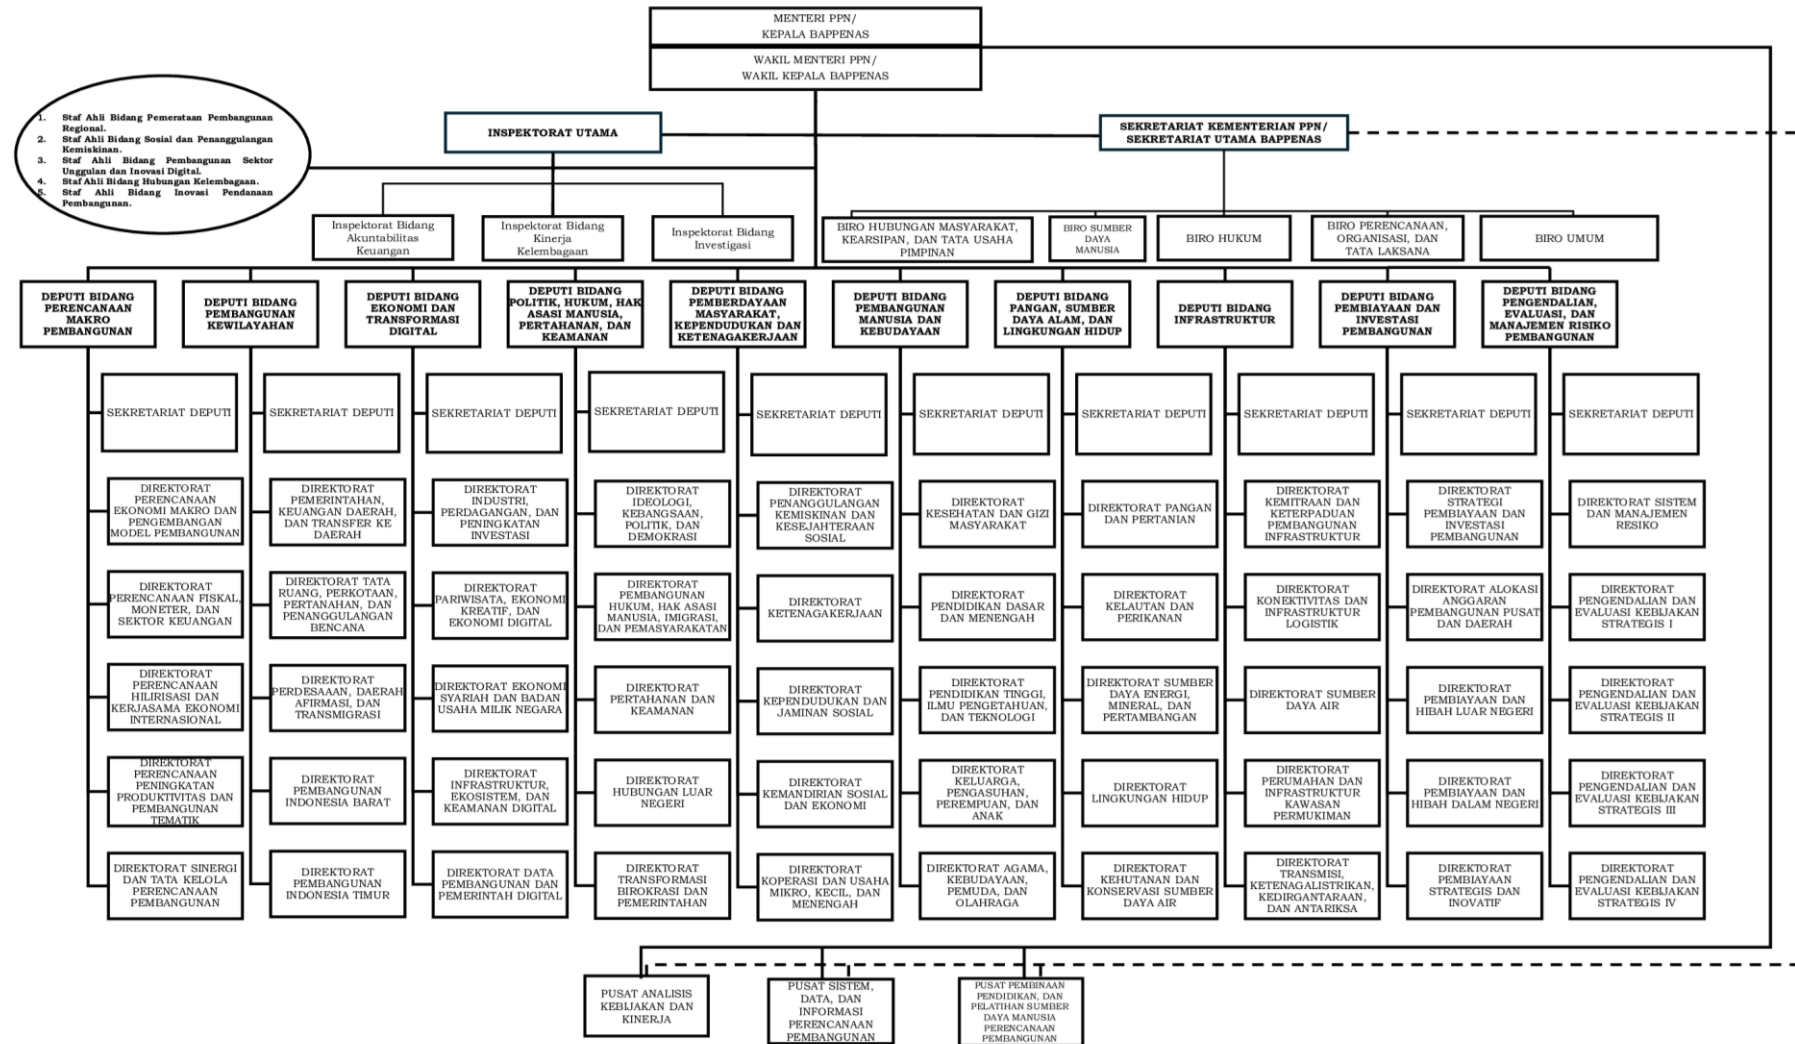 MENTERI PPN/
KEPALA BAPPENAS
WAKIL MENTERI PPN/
WAKIL KEPALA BAPPENAS
1. Staf Ahli Bidang Pemerataan Pembangunan
Regional.
2. Staf Ahli Bidang Sosial dan Penanggulangan
Kemiskinan.
3. Staf Ahli Bidang Pembangunan Sektor
Unggulan dan Inovasi Digital.
4. Staf Ahli Bidang Hubungan Kelembagaan.
5. Staf Ahli Bidang Inovasi Pendanaan
Pembangunan.
INSPEKTORAT UTAMA
SEKRETARIAT KEMENTERIAN PPN/
SEKRETARIAT UTAMA BAPPENAS
Inspektorat Bidang
Akuntabilitas
Keuangan
Inspektorat Bidang
Kinerja
Kelembagaan
Inspektorat Bidang
Investigasi
BIRO HUBUNGAN MASYARAKAT,
KEARSIPAN, DAN TATA USAHA
PIMPINAN
BIRO SUMBER
DAYA
MANUSIA
BIRO HUKUM
BIRO PERENCANAAN,
ORGANISASI, DAN
TATA LAKSANA
BIRO UMUM
DEPUTI BIDANG
PERENCANAAN
MAKRO
PEMBANGUNAN
DEPUTI BIDANG
PEMBANGUNAN
KEWILAYAHAN
DEPUTI BIDANG
EKONOMI DAN
TRANSFORMASI
DIGITAL
DEPUTI BIDANG
POLITIK, HUKUM, HAK
ASASI MANUSIA,
PERTAHANAN, DAN
KEAMANAN
DEPUTI BIDANG
PEMBERDAYAAN
MASYARAKAT,
KEPENDUDUKAN DAN
KETENAGAKERJAAN
DEPUTI BIDANG
PEMBANGUNAN
MANUSIA DAN
KEBUDAYAAN
DEPUTI BIDANG
PANGAN, SUMBER
DAYA ALAM, DAN
LINGKUNGAN HIDUP
DEPUTI BIDANG
INFRASTRUKTUR
DEPUTI BIDANG
PEMBIAYAAN DAN
INVESTASI
PEMBANGUNAN
DEPUTI BIDANG
PENGENDALIAN,
EVALUASI, DAN
MANAJEMEN RISIKO
PEMBANGUNAN
SEKRETARIAT DEPUTI
SEKRETARIAT DEPUTI
SEKRETARIAT DEPUTI
SEKRETARIAT DEPUTI
SEKRETARIAT DEPUTI
SEKRETARIAT DEPUTI
SEKRETARIAT DEPUTI
SEKRETARIAT DEPUTI
SEKRETARIAT DEPUTI
SEKRETARIAT DEPUTI
DIREKTORAT
PERENCANAAN
EKONOMI MAKRO DAN
PENGEMBANGAN
MODEL PEMBANGUNAN
DIREKTORAT
PEMERINTAHAN,
KEUANGAN DAERAH,
DAN TRANSFER KE
DAERAH
DIREKTORAT
INDUSTRI,
PERDAGANGAN, DAN
PENINGKATAN
INVESTASI
DIREKTORAT
IDEOLOGI,
KEBANGSAAN,
POLITIK, DAN
DEMOKRASI
DIREKTORAT
PENANGGULANGAN
KEMISKINAN DAN
KESEJAHTERAAN
SOSIAL
DIREKTORAT
KESEHATAN DAN GIZI
MASYARAKAT
DIREKTORAT PANGAN
DAN PERTANIAN
DIREKTORAT
KEMITRAAN DAN
KETERPADUAN
PEMBANGUNAN
INFRASTRUKTUR
DIREKTORAT
STRATEGI
PEMBIAYAAN DAN
INVESTASI
PEMBANGUNAN
DIREKTORAT SISTEM
DAN MANAJEMEN
RESIKO
DIREKTORAT
PERENCANAAN FISKAL,
MONETER, DAN
SEKTOR KEUANGAN
DIREKTORAT TATA
RUANG, PERKOTAAN,
PERTANAHAN, DAN
PENANGGULANGAN
BENCANA
DIREKTORAT
PARIWISATA, EKONOMI
KREATIF, DAN
EKONOMI DIGITAL
DIREKTORAT
PEMBANGUNAN
HUKUM, HAK ASASI
MANUSIA, IMIGRASI,
DAN PEMASYARAKATAN
DIREKTORAT
KETENAGAKERJAAN
DIREKTORAT
PENDIDIKAN DASAR
DAN MENENGAH
DIREKTORAT
KELAUTAN DAN
PERIKANAN
DIREKTORAT
KONEKTIVITAS DAN
INFRASTRUKTUR
LOGISTIK
DIREKTORAT ALOKASI
ANGGARAN
PEMBANGUNAN PUSAT
DAN DAERAH
DIREKTORAT
PENGENDALIAN DAN
EVALUASI KEBIJAKAN
STRATEGIS I
DIREKTORAT
PERENCANAAN
HILIRISASI DAN
KERJASAMA EKONOMI
INTERNASIONAL
DIREKTORAT
PERDESAAAN, DAERAH
AFIRMASI, DAN
TRANSMIGRASI
DIREKTORAT EKONOMI
SYARIAH DAN BADAN
USAHA MILIK NEGARA
DIREKTORAT
PERTAHANAN DAN
KEAMANAN
DIREKTORAT
KEPENDUDUKAN DAN
JAMINAN SOSIAL
DIREKTORAT
PENDIDIKAN TINGGI,
ILMU PENGETAHUAN,
DAN TEKNOLOGI
DIREKTORAT SUMBER
DAYA ENERGI,
MINERAL, DAN
PERTAMBANGAN
DIREKTORAT SUMBER
DAYA AIR
DIREKTORAT
PEMBIAYAAN DAN
HIBAH LUAR NEGERI
DIREKTORAT
PENGENDALIAN DAN
EVALUASI KEBIJAKAN
STRATEGIS II
DIREKTORAT
PERENCANAAN
PENINGKATAN
PRODUKTIVITAS DAN
PEMBANGUNAN
TEMATIK
DIREKTORAT
PEMBANGUNAN
INDONESIA BARAT
DIREKTORAT
INFRASTRUKTUR,
EKOSISTEM, DAN
KEAMANAN DIGITAL
DIREKTORAT
HUBUNGAN LUAR
NEGERI
DIREKTORAT
KEMANDIRIAN SOSIAL
DAN EKONOMI
DIREKTORAT
KELUARGA,
PENGASUHAN,
PEREMPUAN, DAN
ANAK
DIREKTORAT
LINGKUNGAN HIDUP
DIREKTORAT
PERUMAHAN DAN
INFRASTRUKTUR
KAWASAN
PERMUKIMAN
DIREKTORAT
PEMBIAYAAN DAN
HIBAH DALAM NEGERI
DIREKTORAT
PENGENDALIAN DAN
EVALUASI KEBIJAKAN
STRATEGIS III
DIREKTORAT SINERGI
DAN TATA KELOLA
PERENCANAAN
PEMBANGUNAN
DIREKTORAT
PEMBANGUNAN
INDONESIA TIMUR
DIREKTORAT DATA
PEMBANGUNAN DAN
PEMERINTAH DIGITAL
DIREKTORAT
TRANSFORMASI
BIROKRASI DAN
PEMERINTAHAN
DIREKTORAT
KOPERASI DAN USAHA
MIKRO, KECIL, DAN
MENENGAH
DIREKTORAT AGAMA,
KEBUDAYAAN,
PEMUDA, DAN
OLAHRAGA
DIREKTORAT
KEHUTANAN DAN
KONSERVASI SUMBER
DAYA AIR
DIREKTORAT
TRANSMISI,
KETENAGALISTRIKAN,
KEDIRGANTARAAN,
DAN ANTARIKSA
DIREKTORAT
PEMBIAYAAN
STRATEGIS DAN
INOVATIF
DIREKTORAT
PENGENDALIAN DAN
EVALUASI KEBIJAKAN
STRATEGIS IV
PUSAT ANALISIS
KEBIJAKAN DAN
KINERJA
PUSAT SISTEM,
DATA, DAN
INFORMASI
PERENCANAAN
PEMBANGUNAN
PUSAT PEMBINAAN
PENDIDIKAN, DAN
PELATIHAN SUMBER
DAYA MANUSIA
PERENCANAAN
PEMBANGUNAN